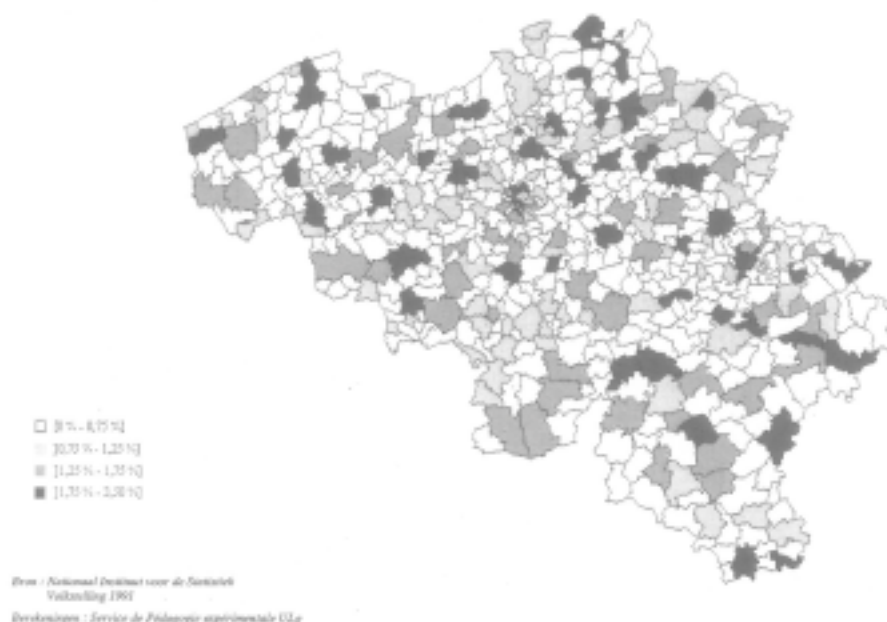 [0 % - 0,75 %]
]0,75 % - 1,25 %]
]1,25 % - 1,75 %]
]1,75 % - 2,50 %]
Bron : Nationaal Instituut voor de Statistiek
Volkstelling 1991
Berekeningen : Service de Pédagogie expérimentale ULg